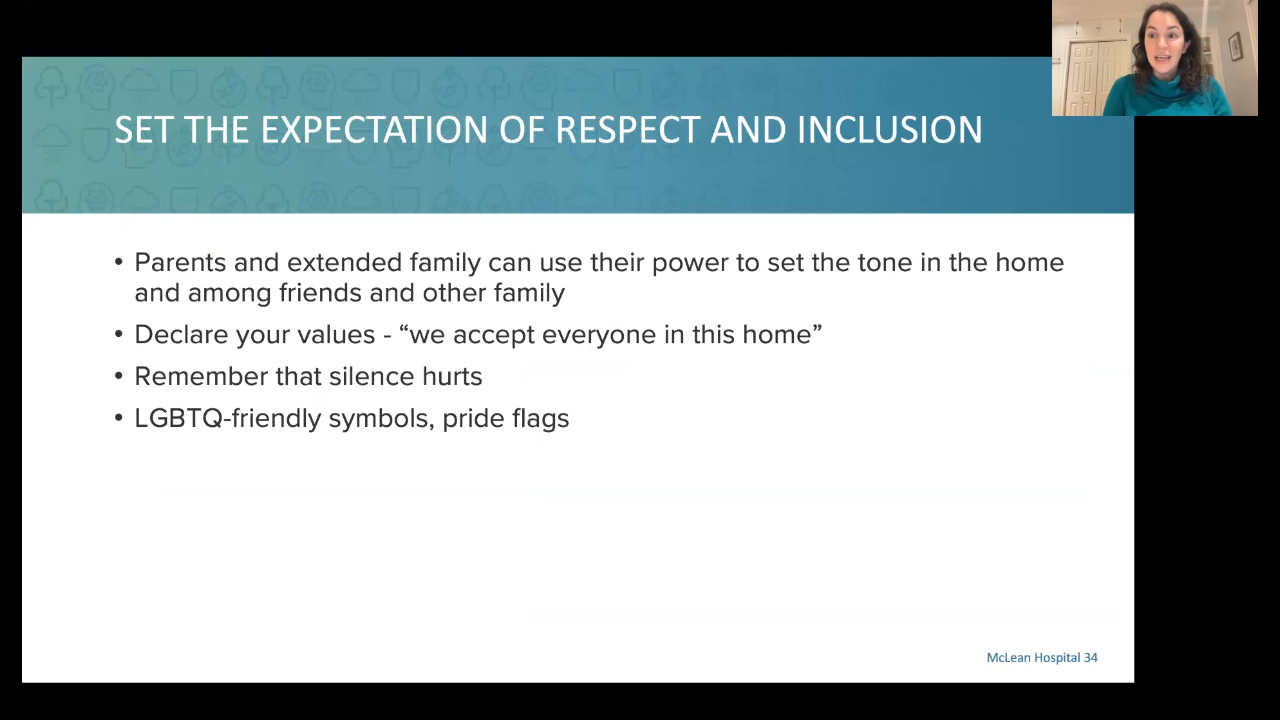 SET THE EXPECTATION OF RESPECT AND INCLUSION
• Parents and extended family can use their power to set the tone in the home
and among friends and other family
• Declare your values - “we accept everyone in this home”
• Remember that silence hurts
• LGBTQ-friendly symbols, pride flags
McLean Hospital 34